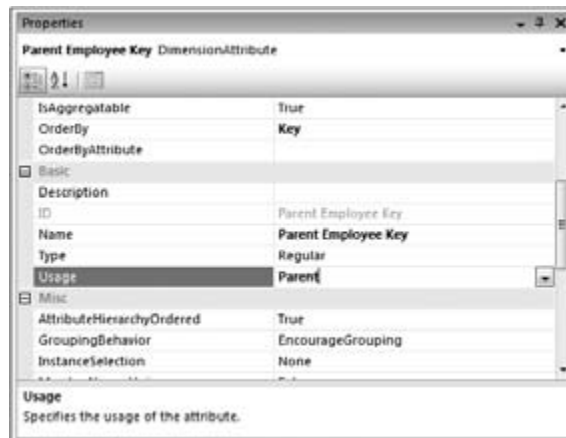 Properties
Parent Employee Key DimensionAttribute
IsAggregatable True
OrderBy Key
OrderByAttribute
Basic
Description
ID Parent Employee Key
Name Parent Employee Key
Type Regular
Usage Parent
Misc
AttributeHierarchyOrdered True
GroupingBehavior EncourageGrouping
InstanceSelection None
Usage
Specifies the usage of the attribute.